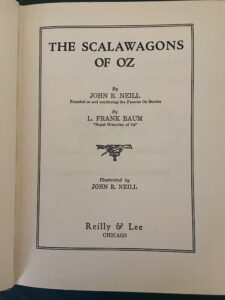 THE SCALAWAGONS
OF OZ
By
JOHN R. NEILL
Founded on and continuing the Famous Oz Stories
By
L. FRANK BAUM
"Royal Historian of Oz"
Illustrated by
JOHN R. NEILL
Reilly & Lee
CHICAGO